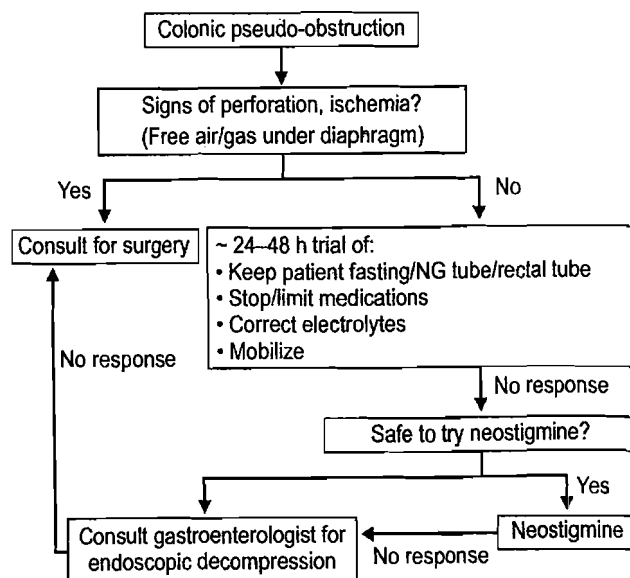 Colonic pseudo-obstruction
Signs of perforation, ischemia?
(Free air/gas under diaphragm)
Yes
No
Consult for surgery
~ 24–48 h trial of:
• Keep patient fasting/NG tube/rectal tube
• Stop/limit medications
• Correct electrolytes
• Mobilize
No response
No response
Safe to try neostigmine?
Yes
Consult gastroenterologist for
endoscopic decompression
No response
Neostigmine